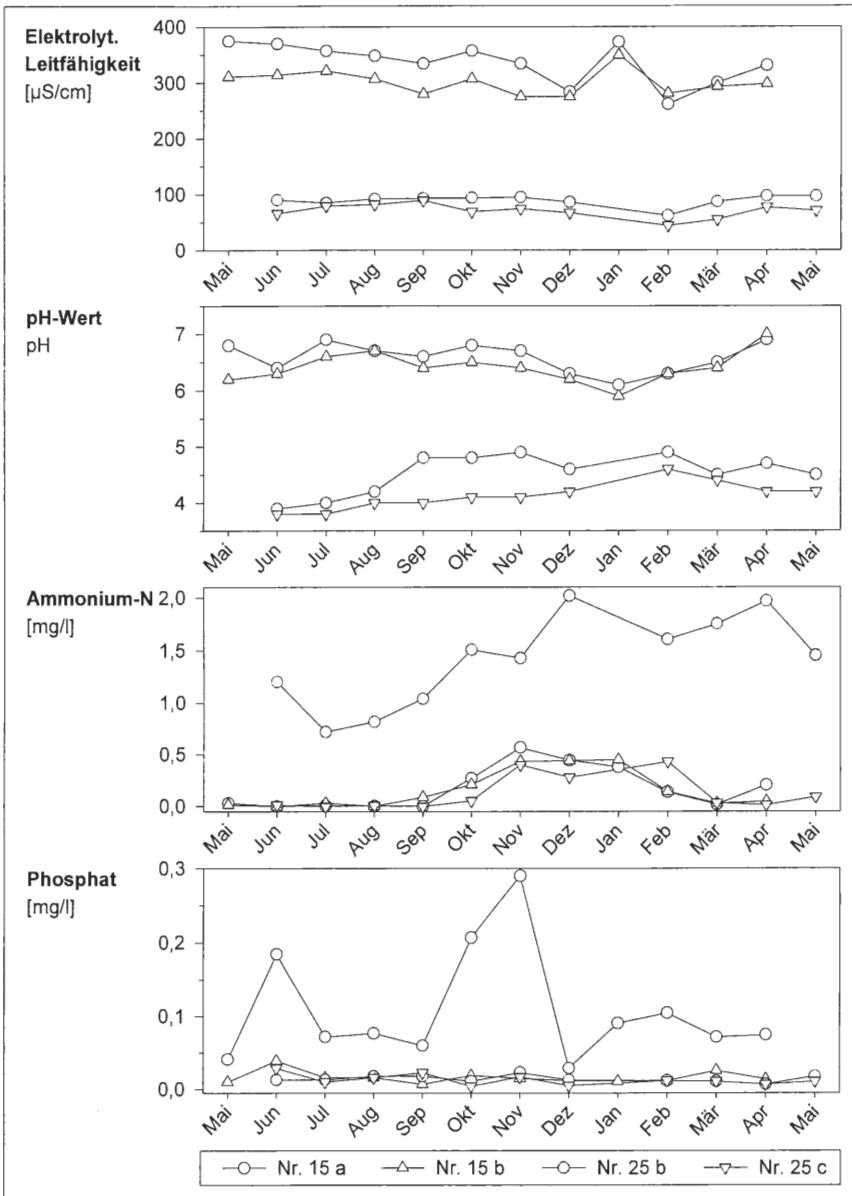 Elektrolyt.
Leitfähigkeit
[µS/cm]
400
300
200
100
0
Mai Jun Jul Aug Sep Okt Nov Dez Jan Feb Mär Apr Mai
pH-Wert
pH
7
6
5
4
Mai Jun Jul Aug Sep Okt Nov Dez Jan Feb Mär Apr Mai
Ammonium-N
[mg/l]
2,0
1,5
1,0
0,5
0,0
Mai Jun Jul Aug Sep Okt Nov Dez Jan Feb Mär Apr Mai
Phosphat
[mg/l]
0,3
0,2
0,1
0,0
Mai Jun Jul Aug Sep Okt Nov Dez Jan Feb Mär Apr Mai
Nr. 15 a Nr. 15 b Nr. 25 b Nr. 25 c